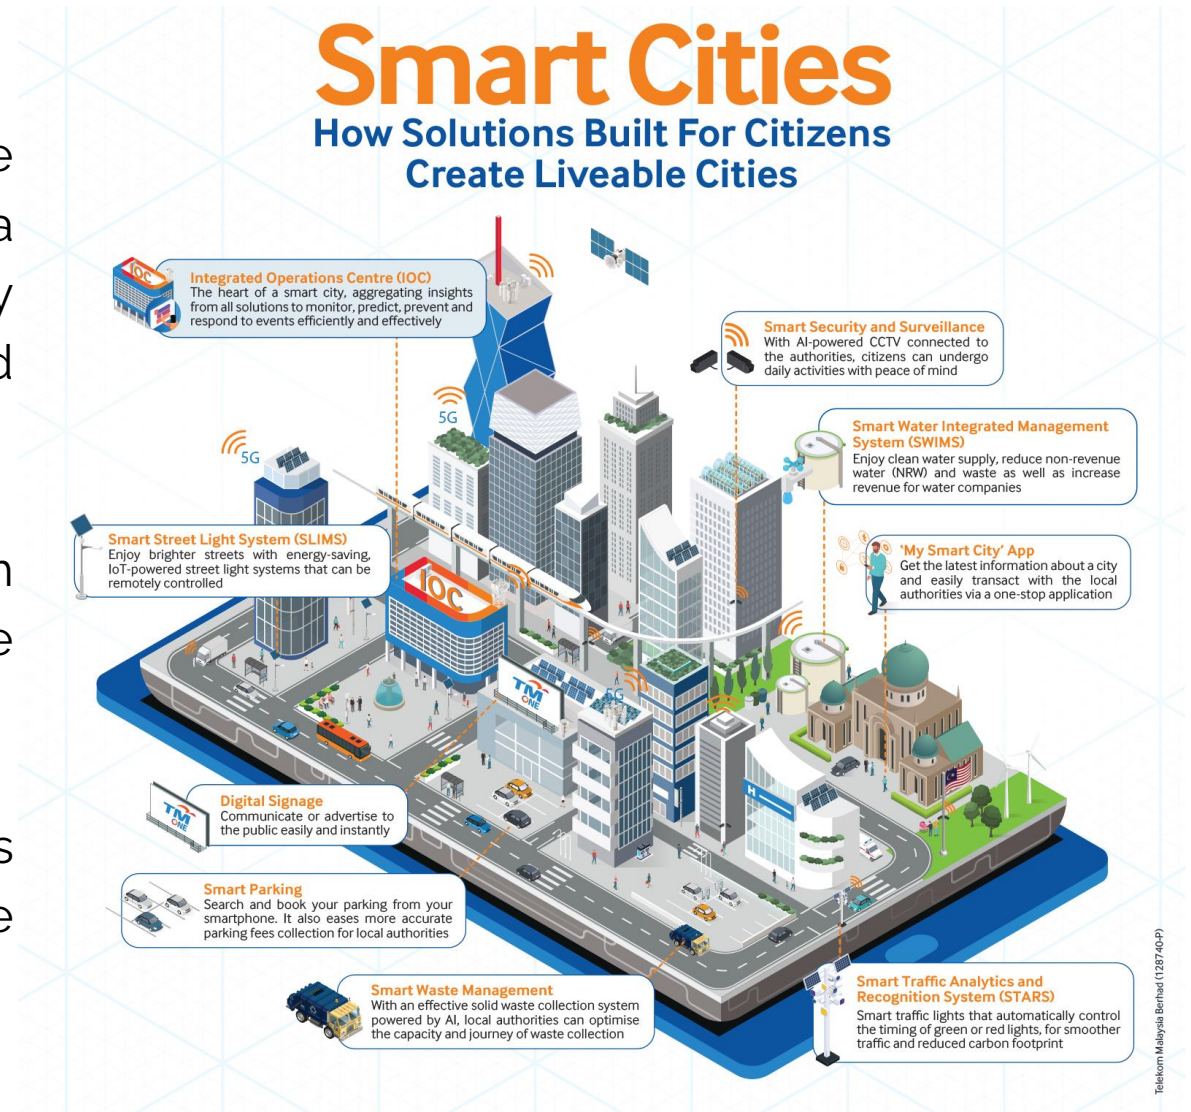 Smart Cities
How Solutions Built For Citizens
Create Liveable Cities
e
a
y
d
n
e
s
e
IOC
Integrated Operations Centre (IOC)
The heart of a smart city, aggregating insights
from all solutions to monitor, predict, prevent and
respond to events efficiently and effectively
Smart Security and Surveillance
With AI-powered CCTV connected to
the authorities, citizens can undergo
daily activities with peace of mind
5G
5G
Smart Water Integrated Management
System (SWIMS)
Enjoy clean water supply, reduce non-revenue
water (NRW) and waste as well as increase
revenue for water companies
Smart Street Light System (SLIMS)
Enjoy brighter streets with energy-saving,
IoT-powered street light systems that can be
remotely controlled
'My Smart City' App
Get the latest information about a city
and easily transact with the local
authorities via a one-stop application
IOC
TM
ONE
5G
H
Digital Signage
Communicate or advertise to
the public easily and instantly
TM
ONE
Smart Parking
Search and book your parking from your
smartphone. It also eases more accurate
parking fees collection for local authorities
Smart Waste Management
With an effective solid waste collection system
powered by AI, local authorities can optimise
the capacity and journey of waste collection
Smart Traffic Analytics and
Recognition System (STARS)
Smart traffic lights that automatically control
the timing of green or red lights, for smoother
traffic and reduced carbon footprint
Telekom Malaysia Berhad (128740-P)